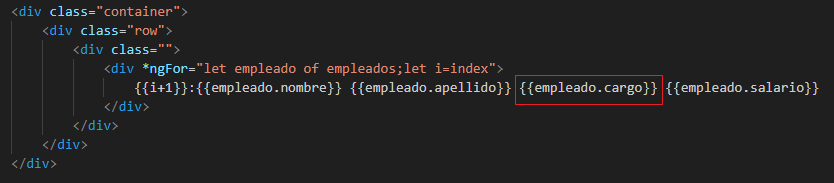 <div class="container">
<div class="row">
<div class="">
<div *ngFor="let empleado of empleados;let i=index">
{{i+1}}:{{empleado.nombre}} {{empleado.apellido}} {{empleado.cargo}} {{empleado.salario}}
</div>
</div>
</div>
</div>